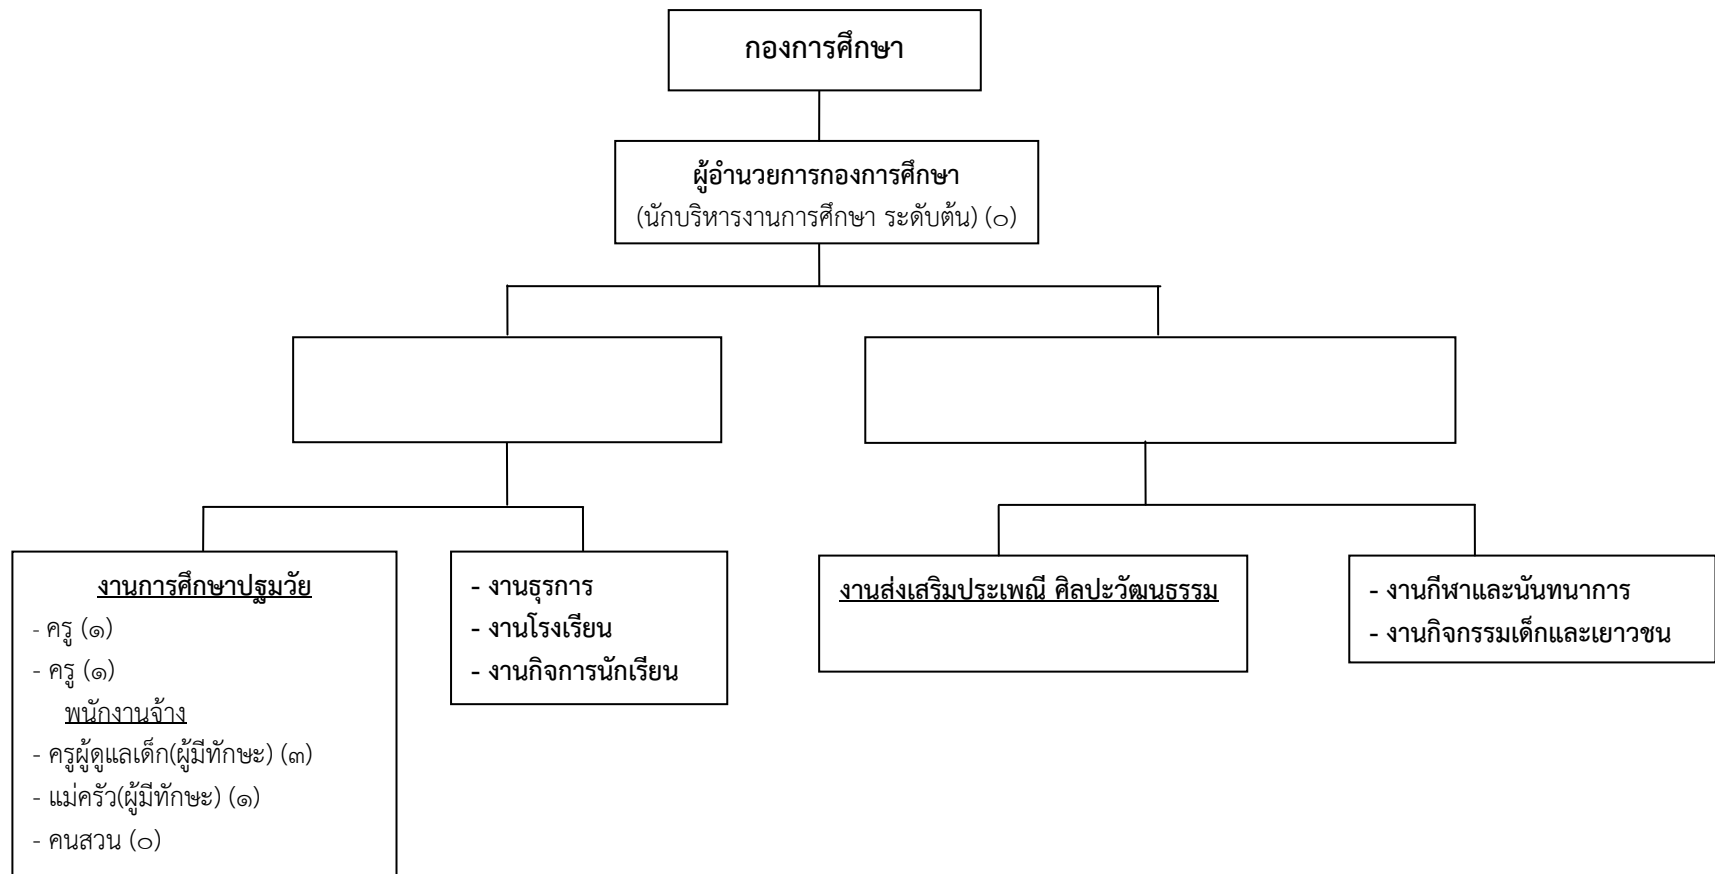 กองการศึกษา
ผู้อำนวยการกองการศึกษา
(นักบริหารงานการศึกษา ระดับต้น) (๐)
งานการศึกษาปฐมวัย
- ครู (๑)
- ครู (๑)
พนักงานจ้าง
- ครูผู้ดูแลเด็ก(ผู้มีทักษะ) (๓)
- แม่ครัว(ผู้มีทักษะ) (๑)
- คนสวน (๐)
- งานธุรการ
- งานโรงเรียน
- งานกิจการนักเรียน
งานส่งเสริมประเพณี ศิลปะวัฒนธรรม
- งานกีฬาและนันทนาการ
- งานกิจกรรมเด็กและเยาวชน